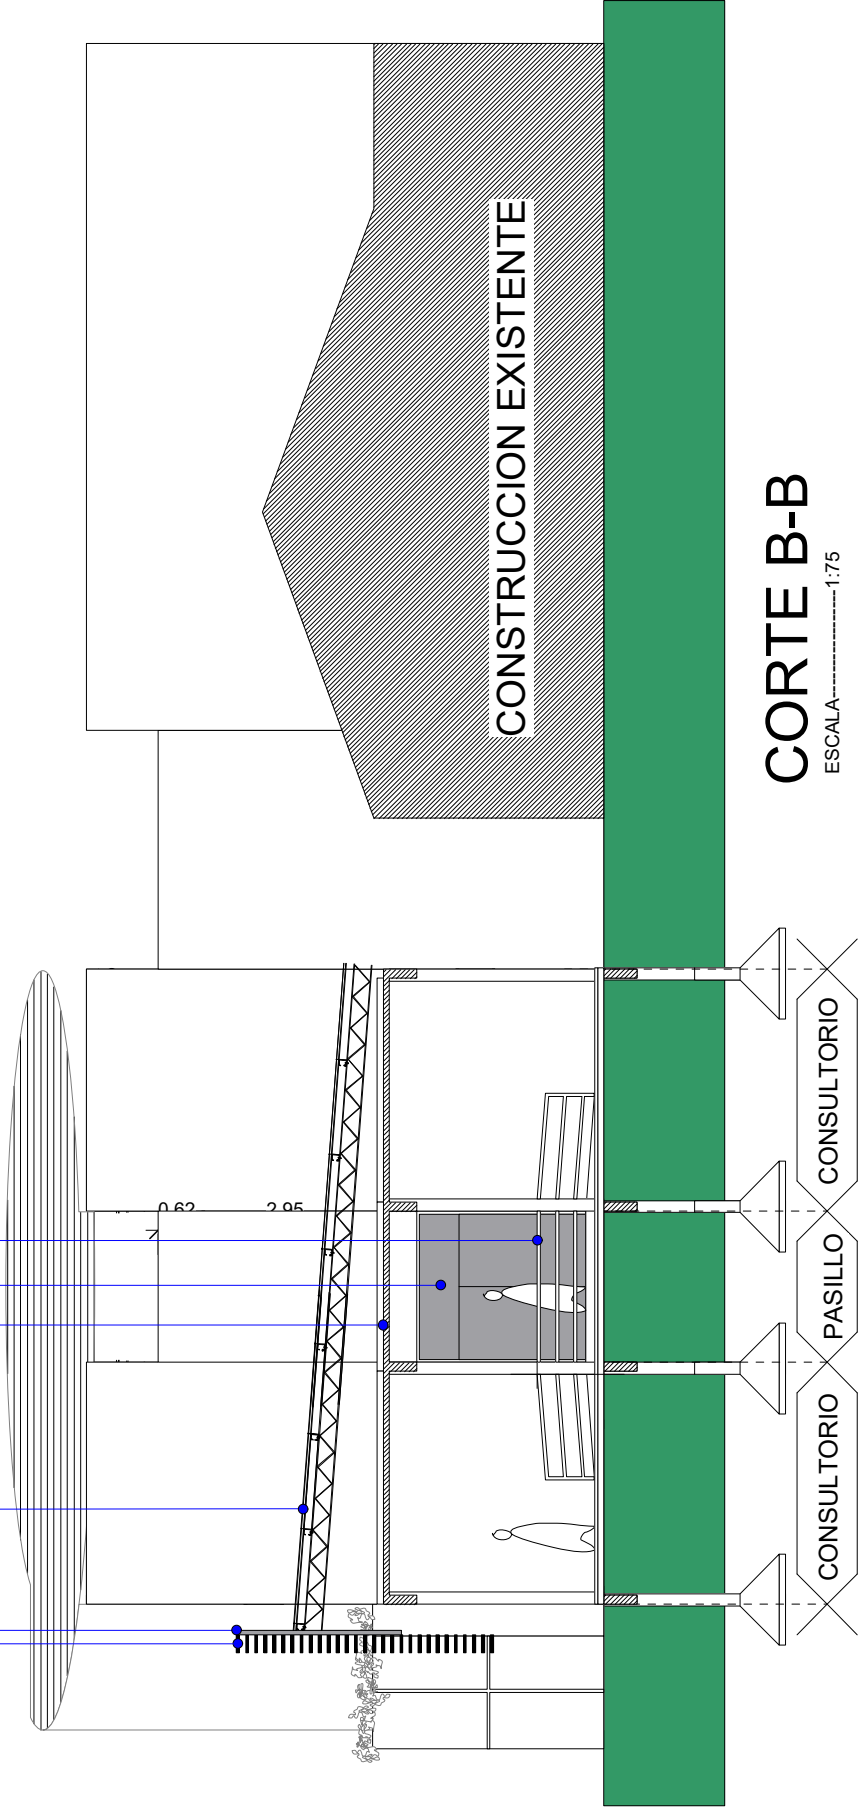 CONSTRUCCION EXISTENTE
0.62
2.95
CONSULTORIO
PASILLO
CONSULTORIO
CORTE B-B
ESCALA------------------1:75